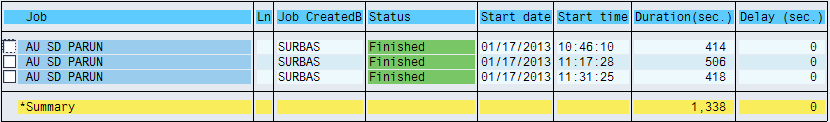 Job Ln Job CreatedB Status Start date Start time Duration(sec.) Delay (sec.)
AU SD PARUN SURBAS Finished 01/17/2013 10:46:10 414 0
AU SD PARUN SURBAS Finished 01/17/2013 11:17:28 506 0
AU SD PARUN SURBAS Finished 01/17/2013 11:31:25 418 0
*Summary 1,338 0